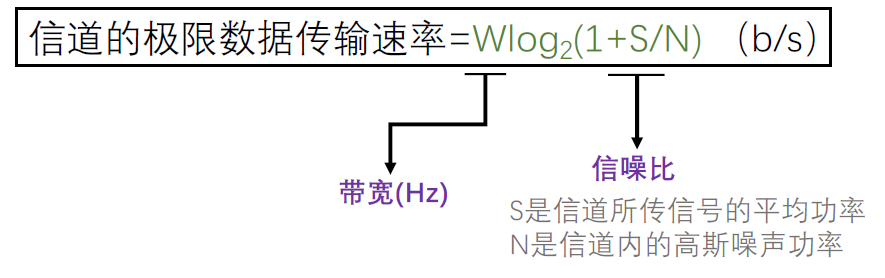 信道的极限数据传输速率=Wlog₂(1+S/N) （b/s）
带宽(Hz)
信噪比
S是信道所传信号的平均功率
N是信道内的高斯噪声功率